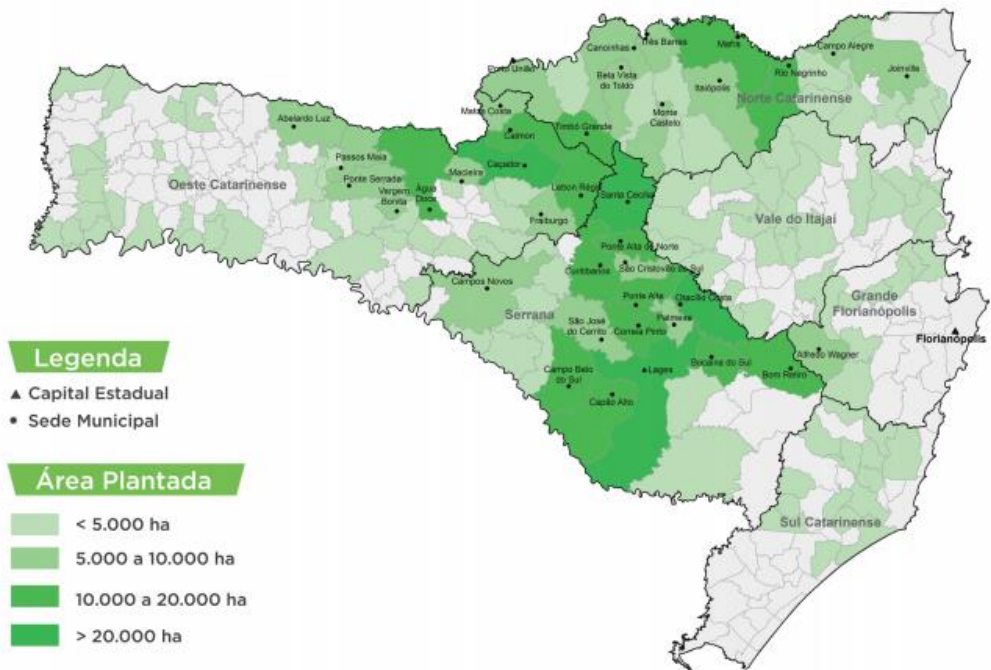 Três Barras
Canoinhas
Mafra
Campo Alegre
Porto União
Bela Vista
do Toldo
Rio Negrinho
Joinville
Itaiópolis
Norte Catarinense
Matos Costa
Monte
Castelo
Abelardo Luz
Calmon
Timbó Grande
Passos Maia
Caçador
Macieira
Ponte Serrada
Oeste Catarinense
Vargem
Bonita
Água
Doce
Lebon Régis
Santa Cecília
Fraiburgo
Vale do Itajaí
Ponte Alta do Norte
Curitibanos
São Cristovão do Sul
Campos Novos
Ponte Alta
Otacílio Costa
Grande
Florianópolis
Serrana
São José
do Cerrito
Palmeira
Correia Pinto
Florianópolis
Alfredo Wagner
Bocaina do Sul
Campo Belo
do Sul
Lages
Bom Retiro
Capão Alto
Sul Catarinense
Legenda
Capital Estadual
Sede Municipal
Área Plantada
< 5.000 ha
5.000 a 10.000 ha
10.000 a 20.000 ha
> 20.000 ha